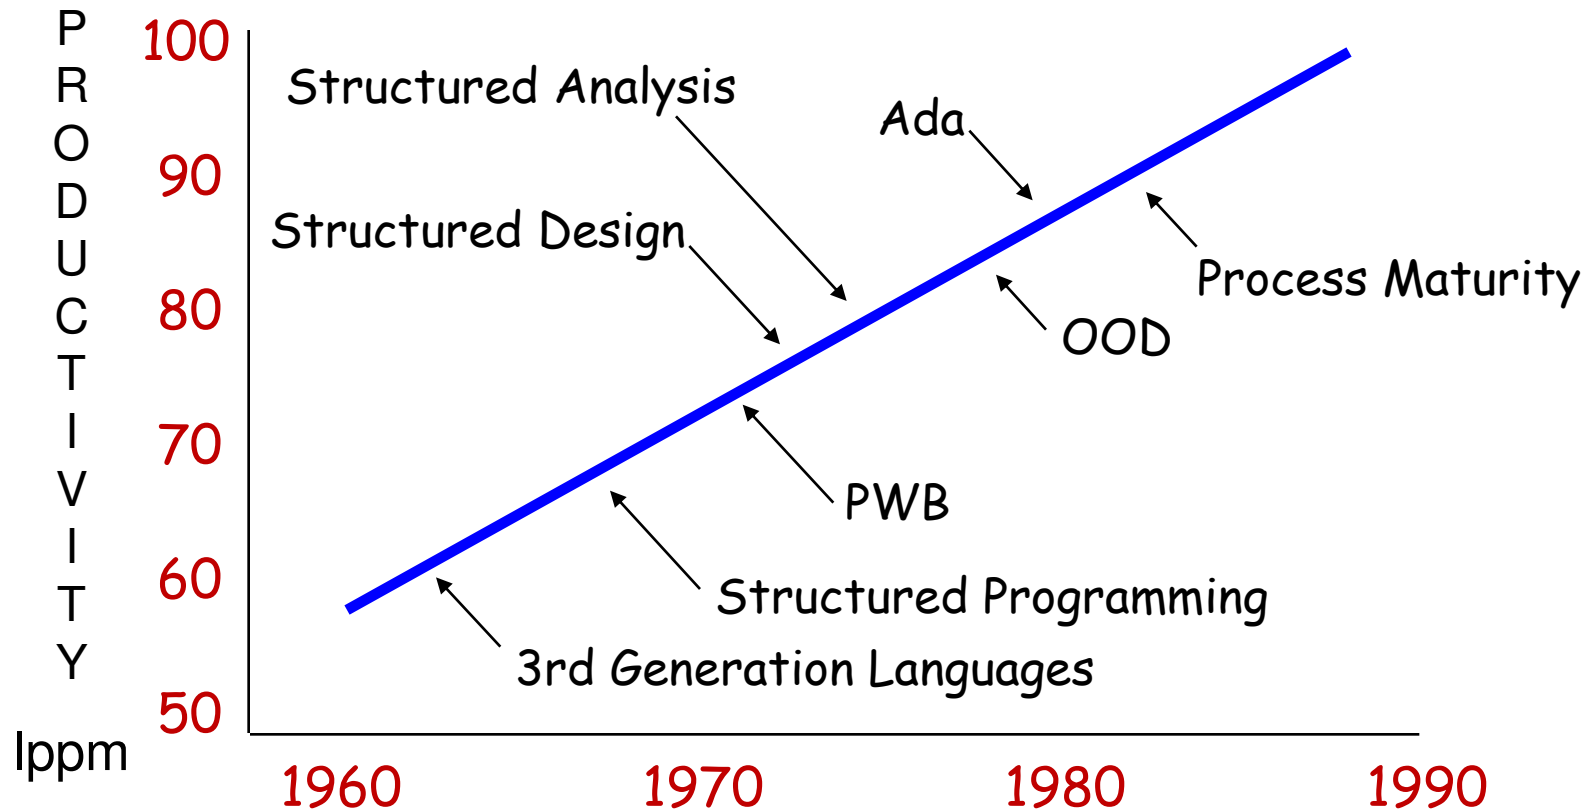 PRODUCTIVITY
lppm
100
90
80
70
60
50
Structured Analysis
Ada
Structured Design
Process Maturity
OOD
PWB
Structured Programming
3rd Generation Languages
1960 1970 1980 1990